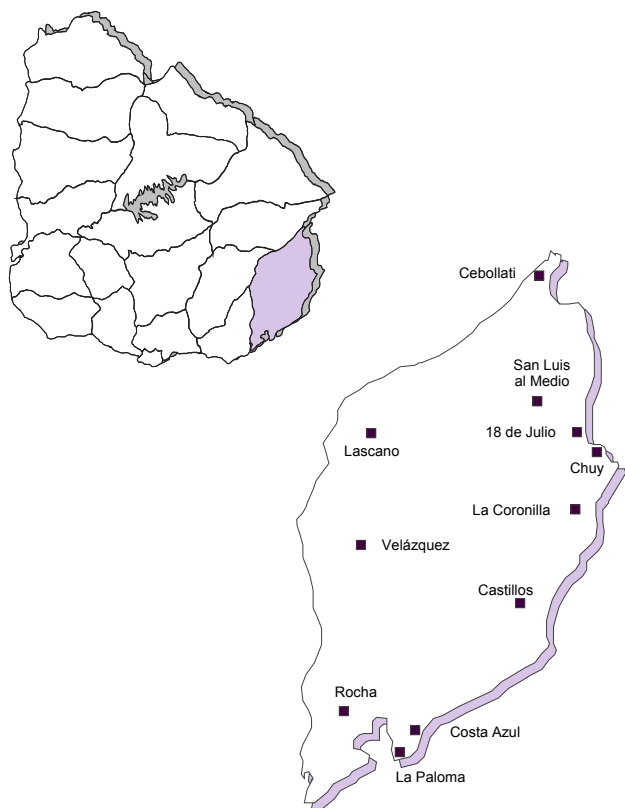 Cebollati
San Luis
al Medio
18 de Julio
Lascano
Chuy
La Coronilla
Velázquez
Castillos
Rocha
Costa Azul
La Paloma